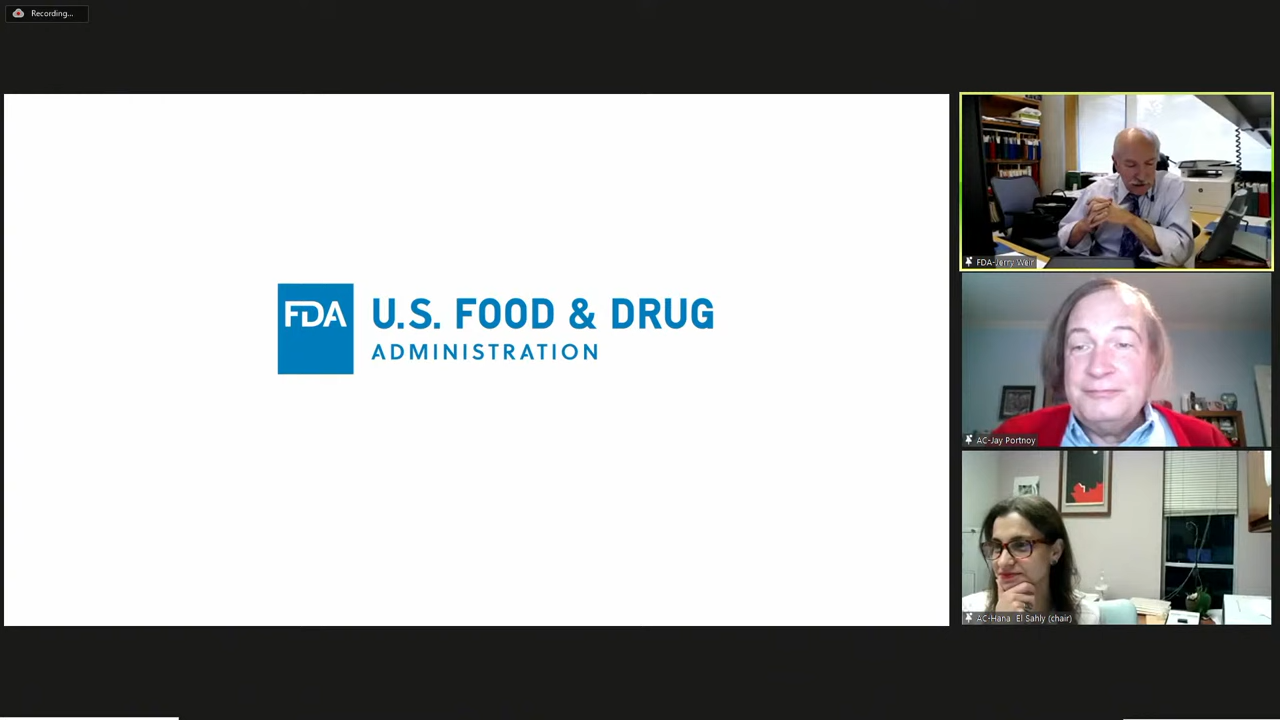 Recording...
FDA
U.S. FOOD & DRUG
ADMINISTRATION
FDA-Jerry Weir
AC-Jay Portnoy
AC-Hana El Sahly (chair)